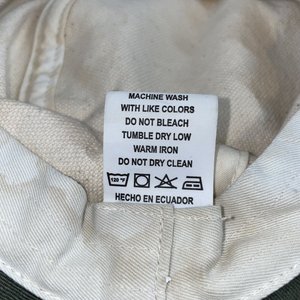 MACHINE WASH
WITH LIKE COLORS
DO NOT BLEACH
TUMBLE DRY LOW
WARM IRON
DO NOT DRY CLEAN
120 °F
HECHO EN ECUADOR